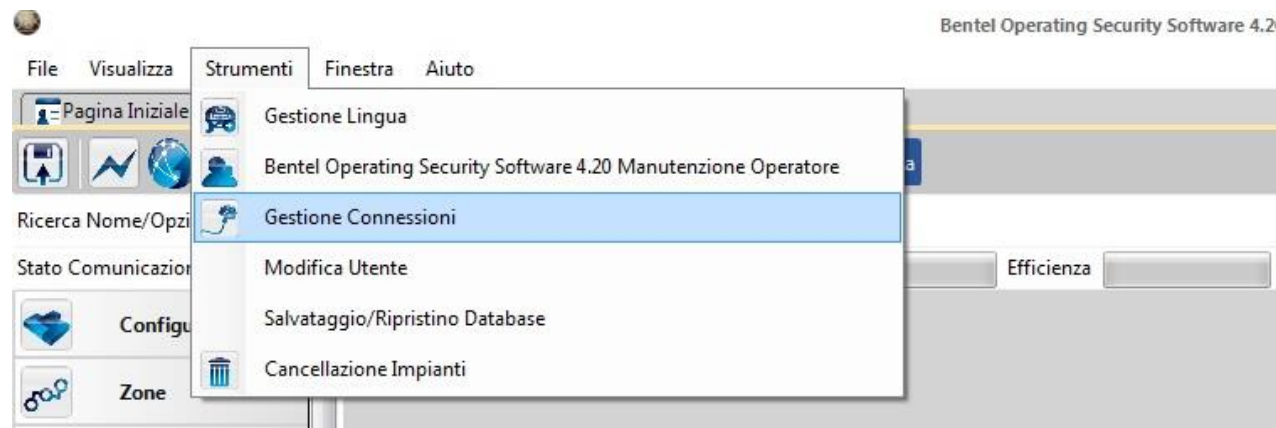 Bentel Operating Security Software 4.20
File Visualizza Strumenti Finestra Aiuto
Pagina Iniziale
Gestione Lingua
Bentel Operating Security Software 4.20 Manutenzione Operatore
a
Ricerca Nome/Opzi
Gestione Connessioni
Stato Comunicazion
Modifica Utente
Efficienza
Salvataggio/Ripristino Database
Configu
Cancellazione Impianti
Zone